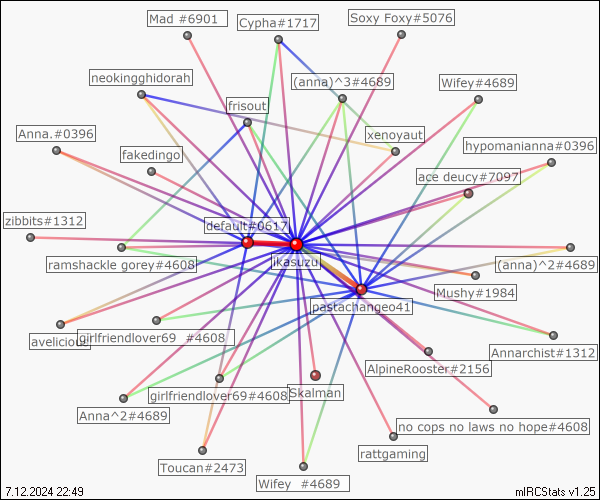 Mad #6901
Cypha#1717
Soxy Foxy#5076
neokingghidorah
(anna)^3#4689
Wifey#4689
frisout
Anna.#0396
xenoyaut
hypomanianna#0396
fakedingo
ace deucy#7097
zibbits#1312
default#0617
ramshackle gorey#4608
ikasuzu
(anna)^2#4689
Mushy#1984
pastachangeo41
avelicious
girlfriendlover69 #4608
Annarchist#1312
AlpineRooster#2156
girlfriendlover69#4608
Skalman
Anna^2#4689
no cops no laws no hope#4608
rattgaming
Toucan#2473
Wifey #4689
7.12.2024 22:49
mIRCStats v1.25